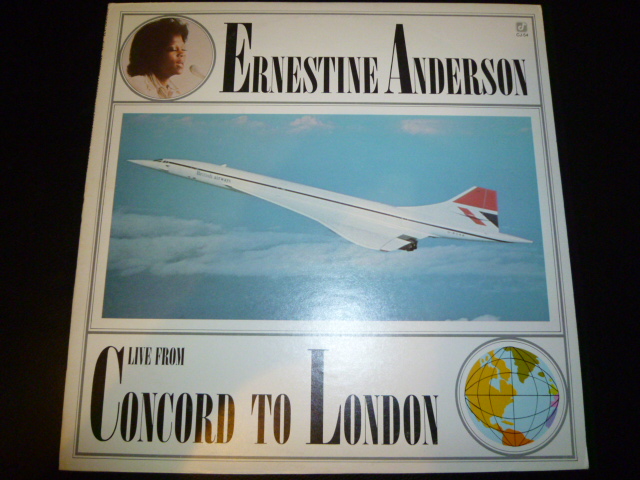 ERNESTINE ANDERSON
LIVE FROM
CONCORD TO LONDON